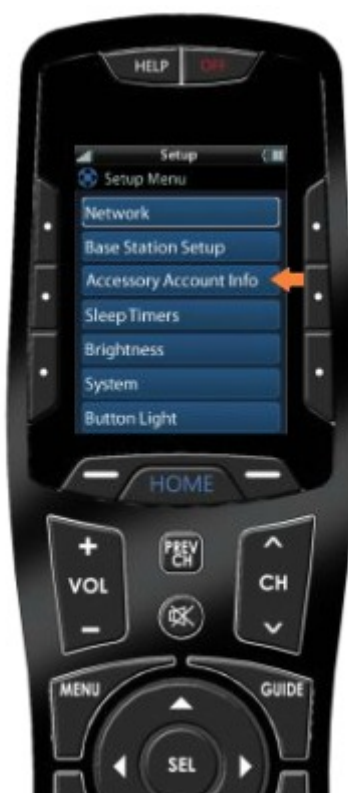 HELP OFF
Setup
Setup Menu
Network
Base Station Setup
Accessory Account Info
Sleep Timers
Brightness
System
Button Light
HOME
+ PREV CH
VOL CH
−
MENU GUIDE
SEL